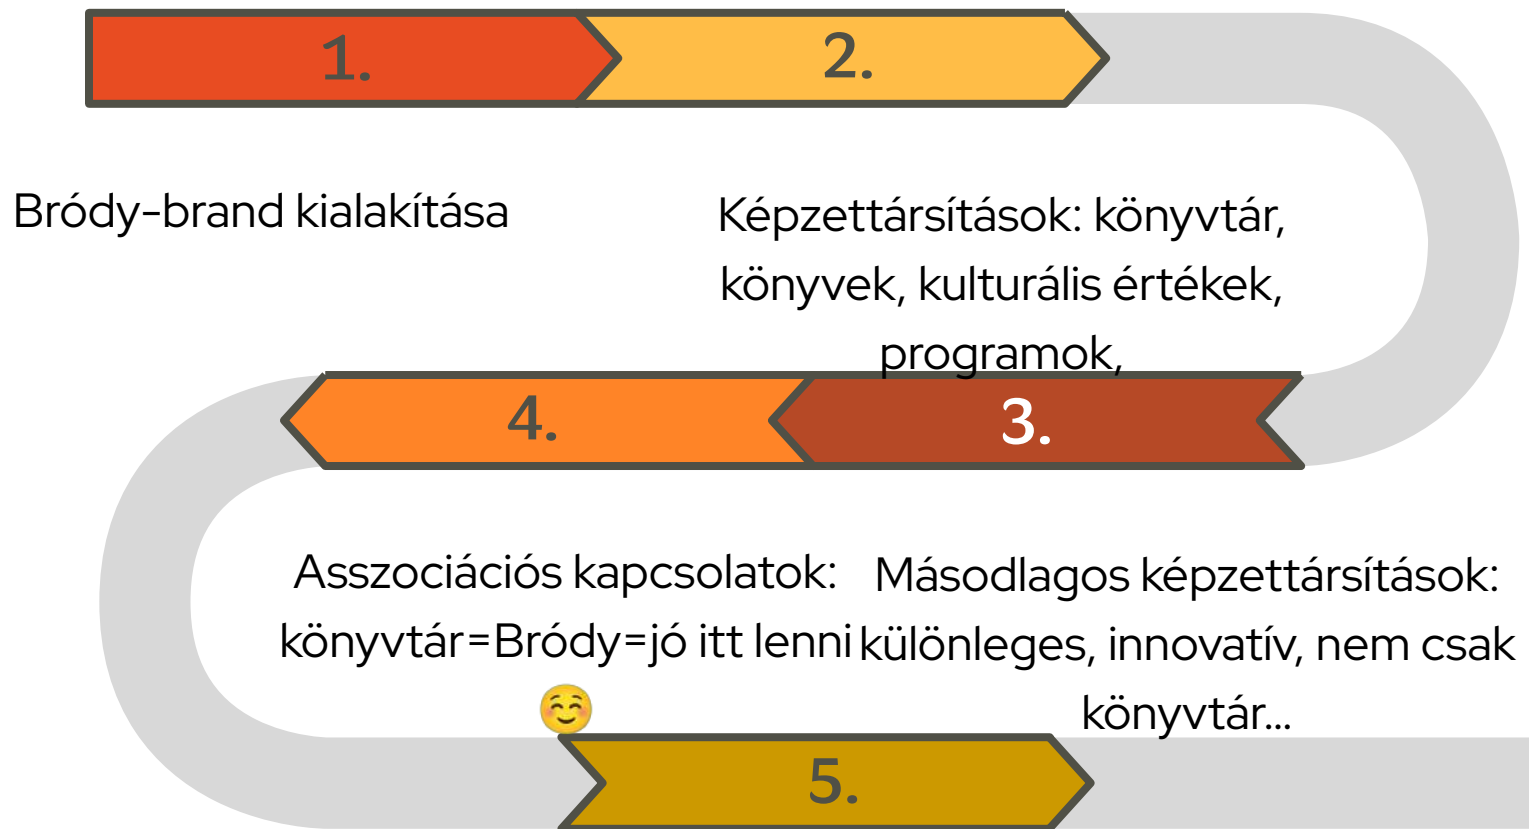 1.
2.
Bródy-brand kialakítása
Képzettársítások: könyvtár,
könyvek, kulturális értékek,
programok,
3.
4.
Másodlagos képzettársítások:
különleges, innovatív, nem csak
könyvtár...
Asszociációs kapcsolatok:
könyvtár=Bródy=jó itt lenni
☺️
5.